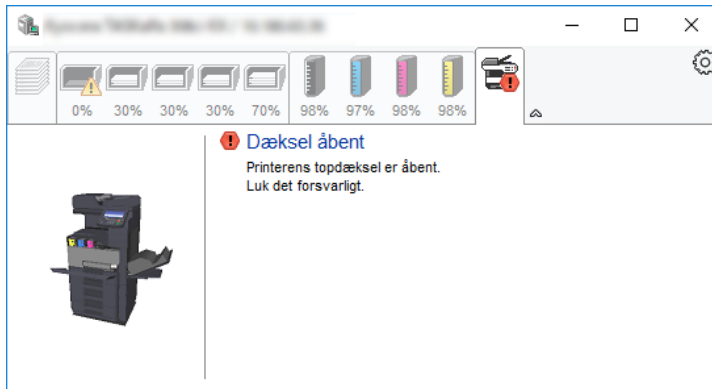 0% 30% 30% 30% 70% 98% 97% 98% 98%
Dæksel åbent
Printerens topdæksel er åbent.
Luk det forsvarligt.